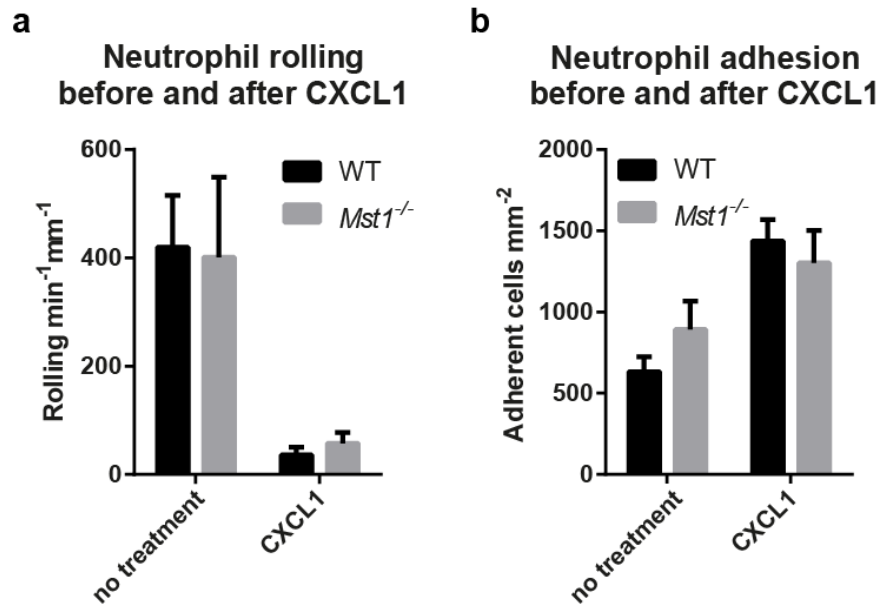 a
Neutrophil rolling
before and after CXCL1
600
400
200
0
Rolling min⁻¹mm⁻¹
WT
Mst1⁻/⁻
no treatment
CXCL1
b
Neutrophil adhesion
before and after CXCL1
2000
1500
1000
500
0
Adherent cells mm⁻²
WT
Mst1⁻/⁻
no treatment
CXCL1